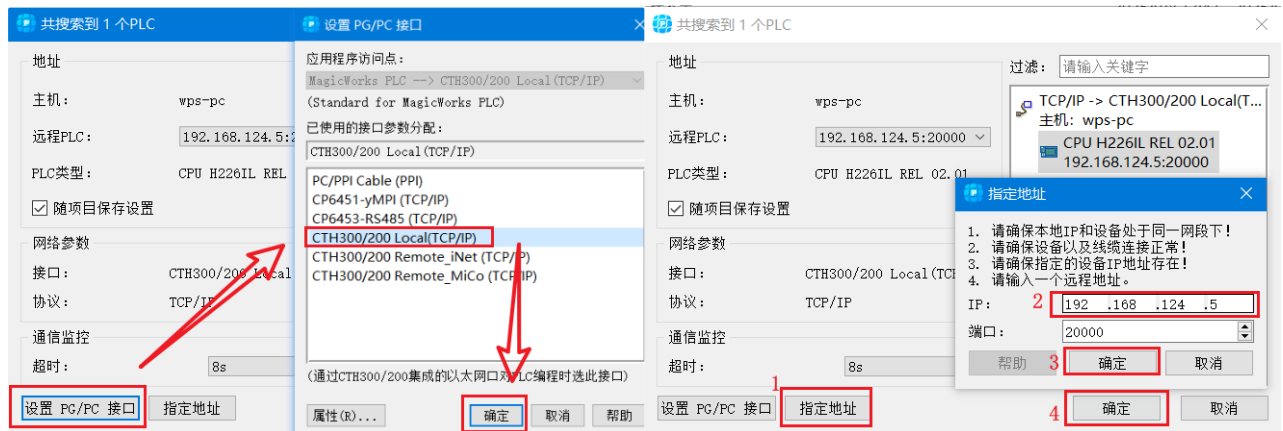 共搜索到 1 个PLC
地址
主机： wps-pc
远程PLC： 192.168.124.5:2
PLC类型： CPU H226IL REL
随项目保存设置
网络参数
接口： CTH300/200 Local
协议： TCP/IP
通信监控
超时： 8s
设置 PG/PC 接口 指定地址
设置 PG/PC 接口
应用程序访问点：
MagicWorks PLC --> CTH300/200 Local(TCP/IP)
(Standard for MagicWorks PLC)
已使用的接口参数分配：
CTH300/200 Local(TCP/IP)
PC/PPI Cable (PPI)
CP6451-yMPI (TCP/IP)
CP6453-RS485 (TCP/IP)
CTH300/200 Local(TCP/IP)
CTH300/200 Remote_iNet (TCP/IP)
CTH300/200 Remote_MiCo (TCP/IP)
(通过CTH300/200集成的以太网口对PLC编程时选此接口)
属性(R)... 确定 取消 帮助
共搜索到 1 个PLC
地址
主机： wps-pc
远程PLC： 192.168.124.5:20000
PLC类型： CPU H226IL REL 02.01
随项目保存设置
网络参数
接口： CTH300/200 Local(TCP
协议： TCP/IP
通信监控
超时： 8s
1
设置 PG/PC 接口 指定地址
过滤： 请输入关键字
TCP/IP -> CTH300/200 Local(T...
主机: wps-pc
CPU H226IL REL 02.01
192.168.124.5:20000
指定地址
1. 请确保本地IP和设备处于同一网段下!
2. 请确保设备以及线缆连接正常!
3. 请确保指定的设备IP地址存在!
4. 请输入一个远程地址。
IP： 2 192 .168 .124 .5
端口： 20000
帮助 3 确定 取消
4 确定 取消